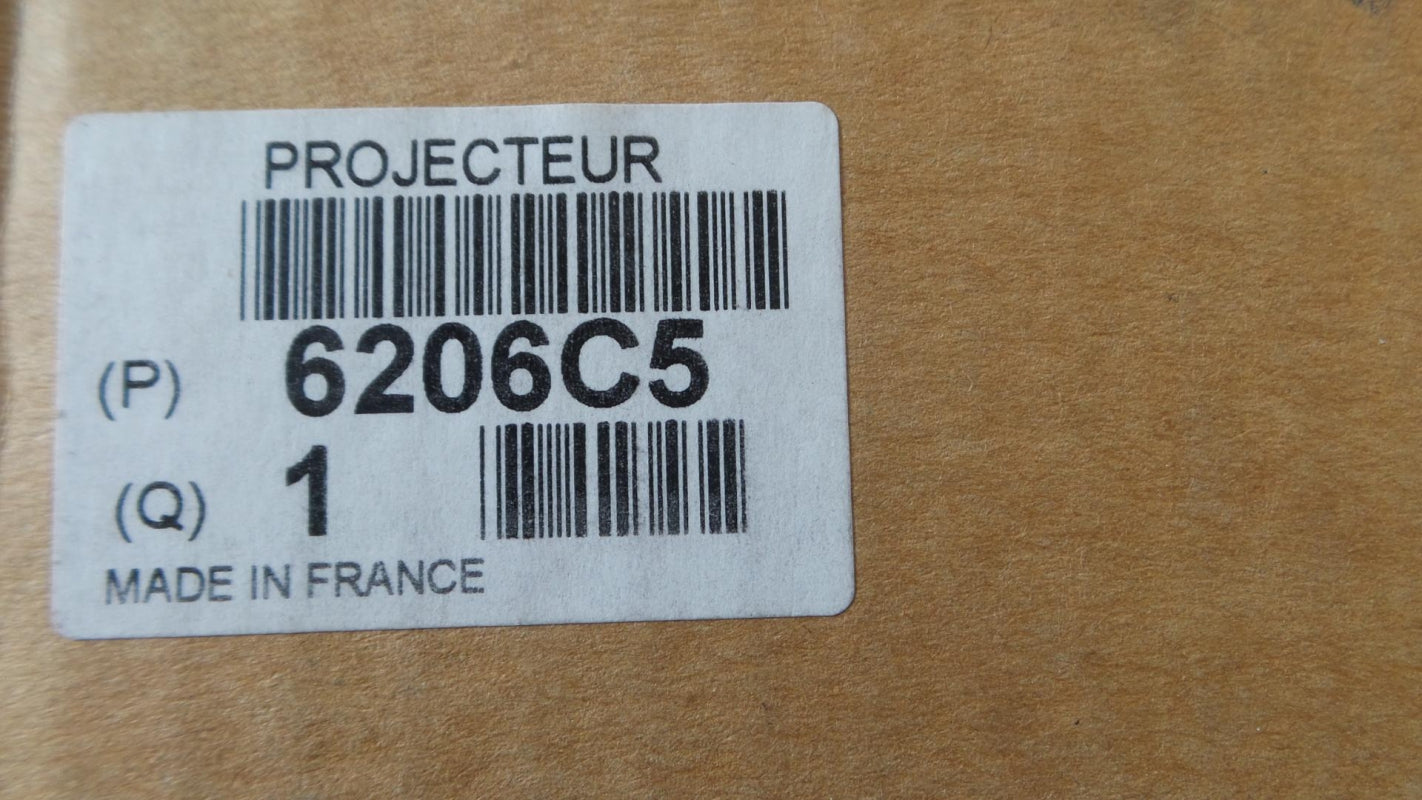 PROJECTEUR
(P) 6206C5
(Q) 1
MADE IN FRANCE